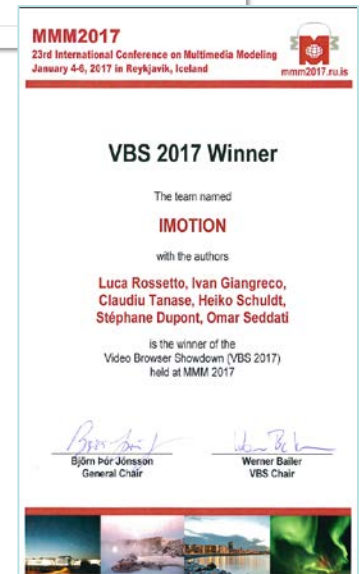 MMM2017
23rd International Conference on Multimedia Modeling
January 4-6, 2017 in Reykjavik, Iceland
mmm2017.ru.is
VBS 2017 Winner
The team named
IMOTION
with the authors
Luca Rossetto, Ivan Giangreco,
Claudiu Tanase, Heiko Schuldt,
Stéphane Dupont, Omar Seddati
is the winner of the
Video Browser Showdown (VBS 2017)
held at MMM 2017
Björn Þór Jónsson
General Chair
Werner Bailer
VBS Chair